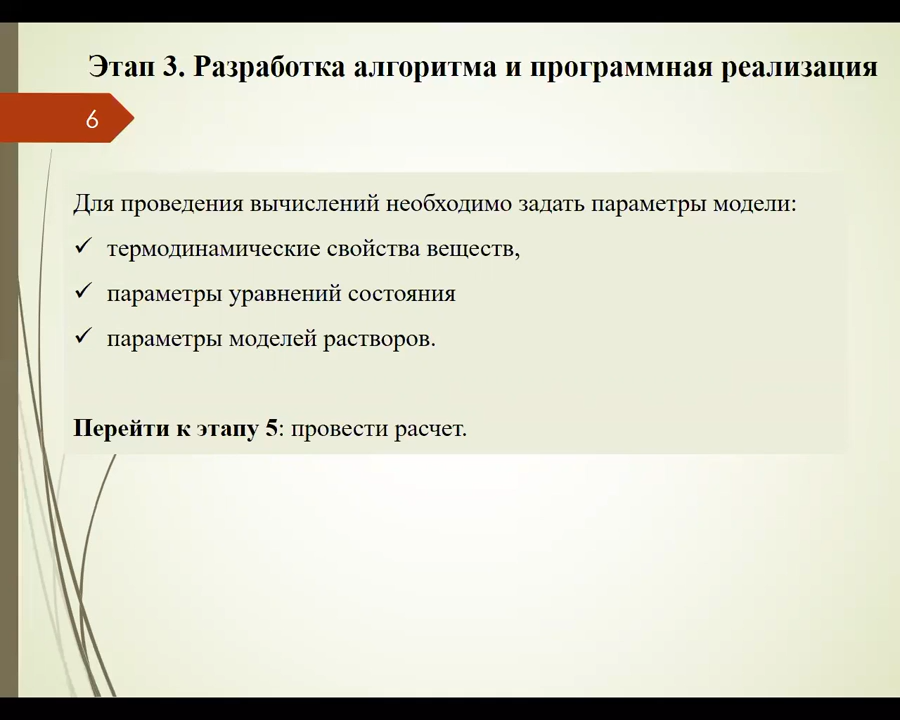 Этап 3. Разработка алгоритма и программная реализация
6
Для проведения вычислений необходимо задать параметры модели:
✓ термодинамические свойства веществ,
✓ параметры уравнений состояния
✓ параметры моделей растворов.
Перейти к этапу 5: провести расчет.